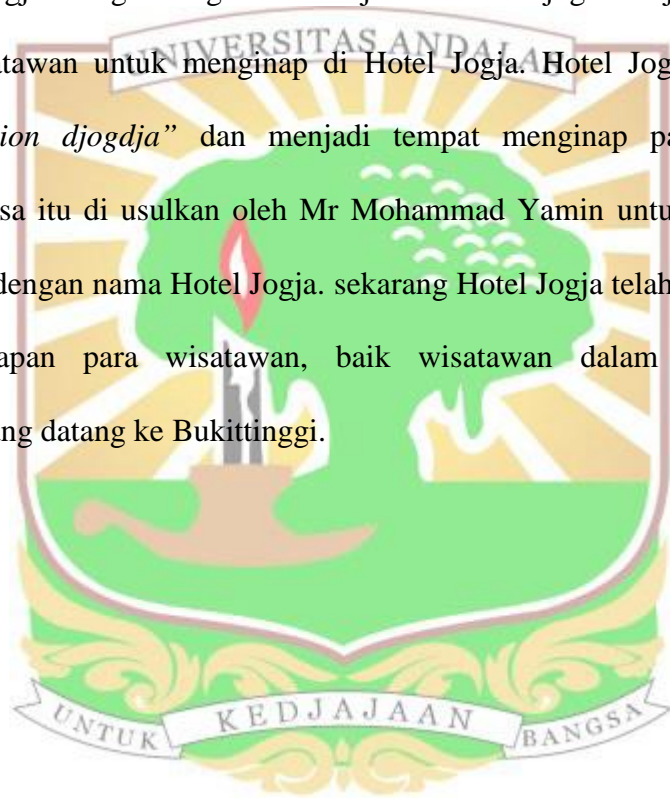 UNIVERSITAS ANDALAS
atawan untuk menginap di Hotel Jogja. Hotel Jog
ion djogdja” dan menjadi tempat menginap pa
sa itu di usulkan oleh Mr Mohammad Yamin untu
dengan nama Hotel Jogja. sekarang Hotel Jogja telah
apan para wisatawan, baik wisatawan dalam
ng datang ke Bukittinggi.
UNTUK KEDJAJAAN BANGSA